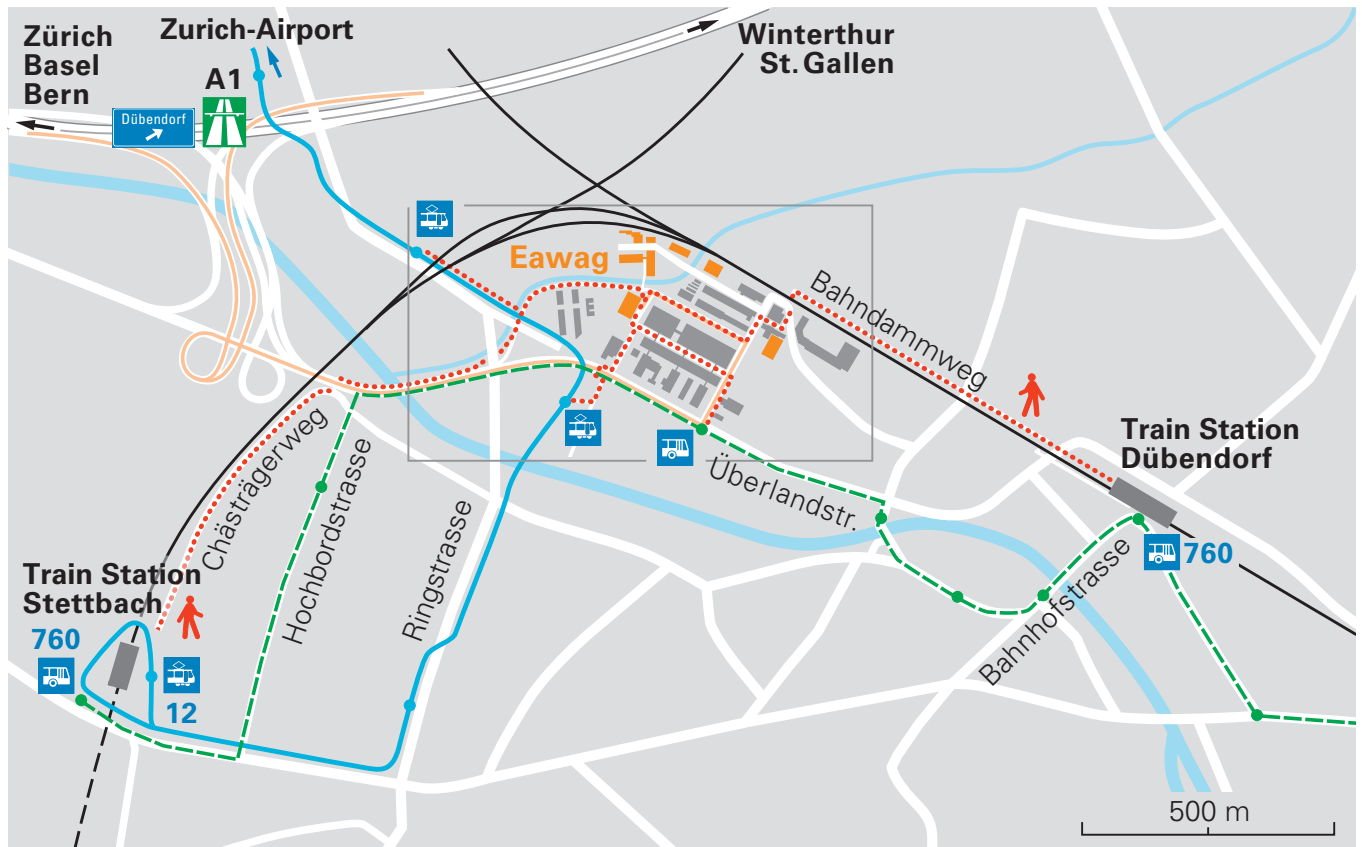 Zürich
Basel
Bern
Zurich-Airport
A1
Dübendorf
Winterthur
St. Gallen
Eawag
Bahndammweg
Train Station
Dübendorf
Chästrägerweg
Hochbordstrasse
Ringstrasse
Überlandstr.
Bahnhofstrasse
760
Train Station
Stettbach
760
12
500 m